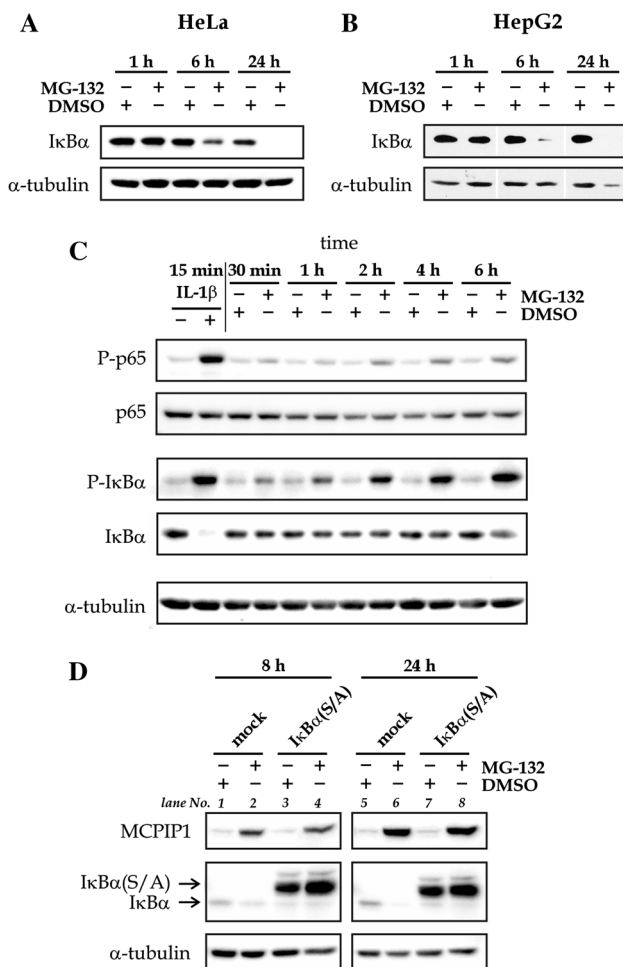 A HeLa
1 h 6 h 24 h
MG-132 – + – + – +
DMSO + – + – + –
IκBα
α-tubulin
B HepG2
1 h 6 h 24 h
MG-132 – + – + – +
DMSO + – + – + –
IκBα
α-tubulin
C time
15 min 30 min 1 h 2 h 4 h 6 h
IL-1β – + – + – + – + – + MG-132
– + + – + – + – + – + – DMSO
P-p65
p65
P-IκBα
IκBα
α-tubulin
D 8 h 24 h
mock IκBα(S/A) mock IκBα(S/A)
– + – + – + – + MG-132
+ – + – + – + – DMSO
lane No. 1 2 3 4 5 6 7 8
MCPIP1
IκBα(S/A) →
IκBα →
α-tubulin